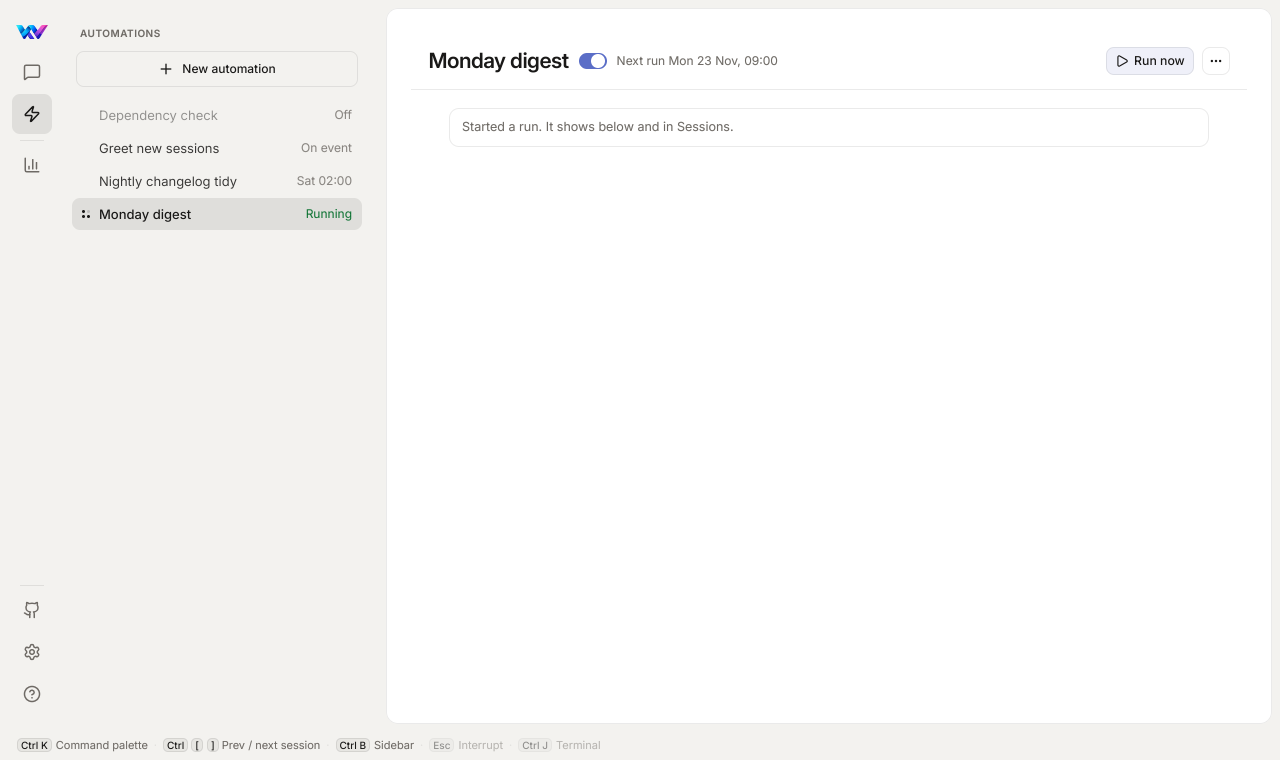 AUTOMATIONS
New automation
Dependency check Off
Greet new sessions On event
Nightly changelog tidy Sat 02:00
Monday digest Running
Monday digest Next run Mon 23 Nov, 09:00 Run now
Started a run. It shows below and in Sessions.
Ctrl K Command palette Ctrl [ ] Prev / next session Ctrl B Sidebar Esc Interrupt Ctrl J Terminal